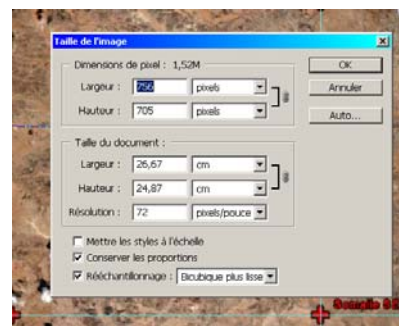 Taille de l'image
Dimensions de pixel : 1,52M
OK
Largeur : 756 pixels
Annuler
Hauteur : 705 pixels
Auto...
Taille du document :
Largeur : 26,67 cm
Hauteur : 24,87 cm
Résolution : 72 pixels/pouce
Mettre les styles à l'échelle
Conserver les proportions
Rééchantillonnage : Bicubique plus lisse